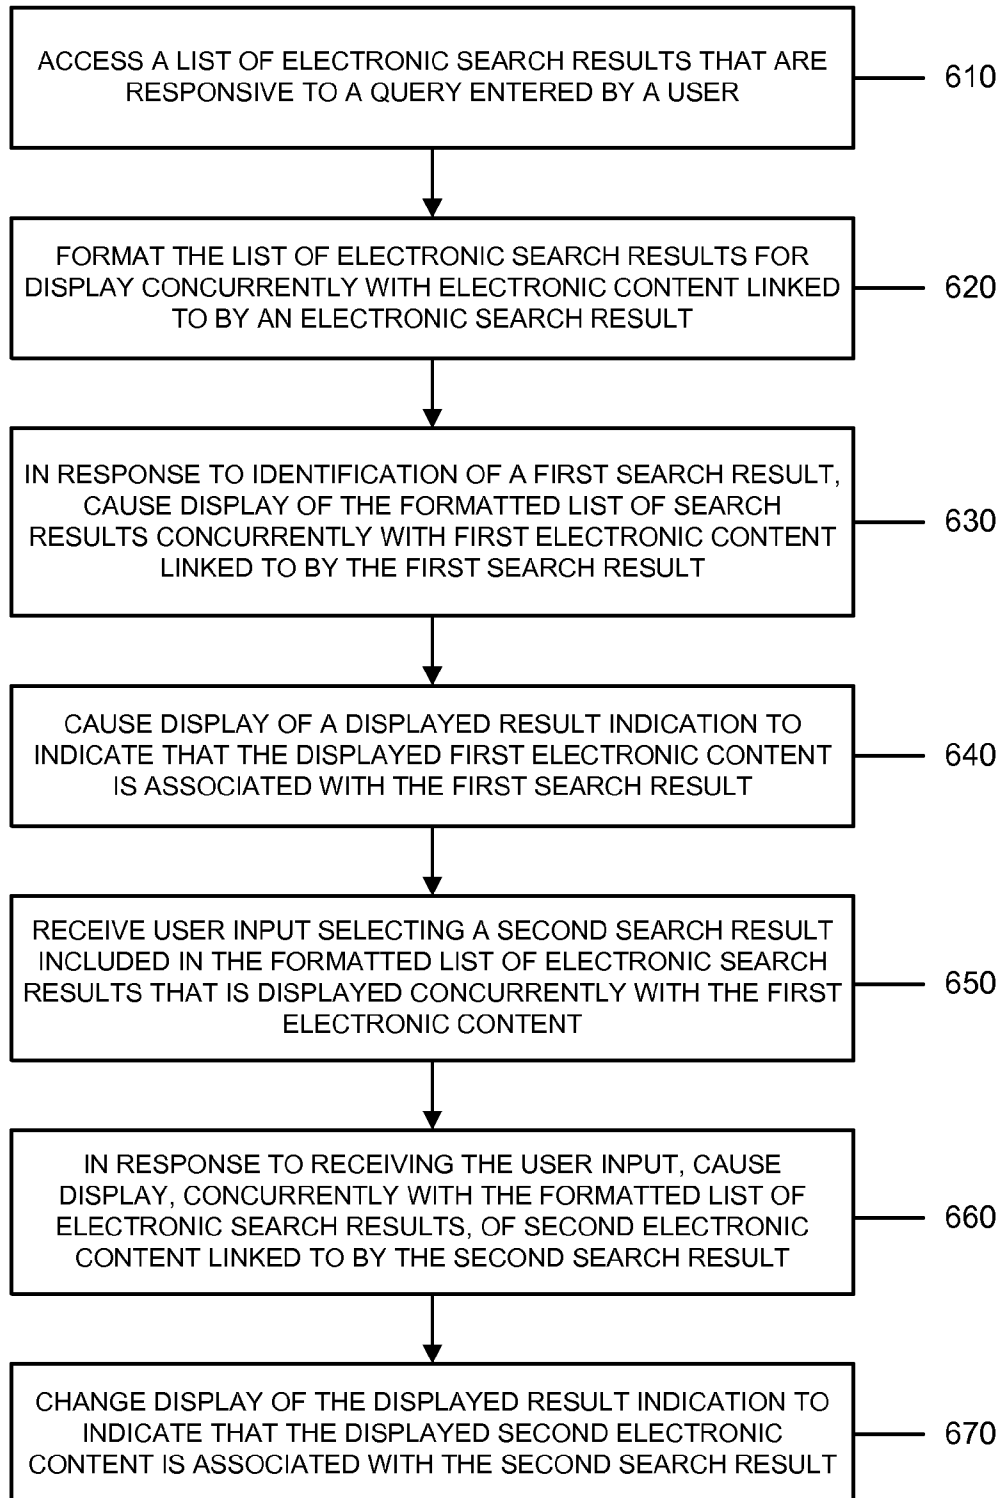 ACCESS A LIST OF ELECTRONIC SEARCH RESULTS THAT ARE
RESPONSIVE TO A QUERY ENTERED BY A USER
610
FORMAT THE LIST OF ELECTRONIC SEARCH RESULTS FOR
DISPLAY CONCURRENTLY WITH ELECTRONIC CONTENT LINKED
TO BY AN ELECTRONIC SEARCH RESULT
620
IN RESPONSE TO IDENTIFICATION OF A FIRST SEARCH RESULT,
CAUSE DISPLAY OF THE FORMATTED LIST OF SEARCH
RESULTS CONCURRENTLY WITH FIRST ELECTRONIC CONTENT
LINKED TO BY THE FIRST SEARCH RESULT
630
CAUSE DISPLAY OF A DISPLAYED RESULT INDICATION TO
INDICATE THAT THE DISPLAYED FIRST ELECTRONIC CONTENT
IS ASSOCIATED WITH THE FIRST SEARCH RESULT
640
RECEIVE USER INPUT SELECTING A SECOND SEARCH RESULT
INCLUDED IN THE FORMATTED LIST OF ELECTRONIC SEARCH
RESULTS THAT IS DISPLAYED CONCURRENTLY WITH THE FIRST
ELECTRONIC CONTENT
650
IN RESPONSE TO RECEIVING THE USER INPUT, CAUSE
DISPLAY, CONCURRENTLY WITH THE FORMATTED LIST OF
ELECTRONIC SEARCH RESULTS, OF SECOND ELECTRONIC
CONTENT LINKED TO BY THE SECOND SEARCH RESULT
660
CHANGE DISPLAY OF THE DISPLAYED RESULT INDICATION TO
INDICATE THAT THE DISPLAYED SECOND ELECTRONIC
CONTENT IS ASSOCIATED WITH THE SECOND SEARCH RESULT
670